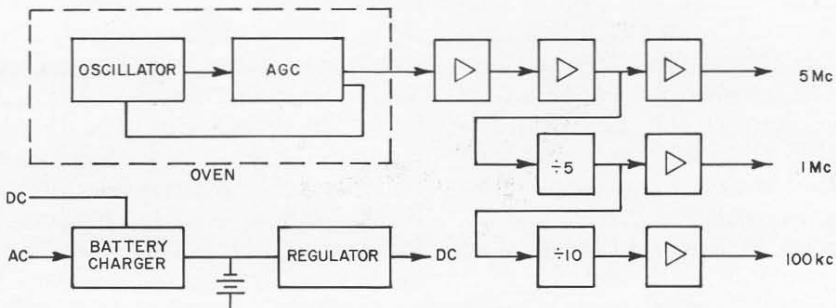 OSCILLATOR
AGC
5 Mc
OVEN
÷5
1 Mc
DC
AC
BATTERY CHARGER
REGULATOR
DC
÷10
100 kc